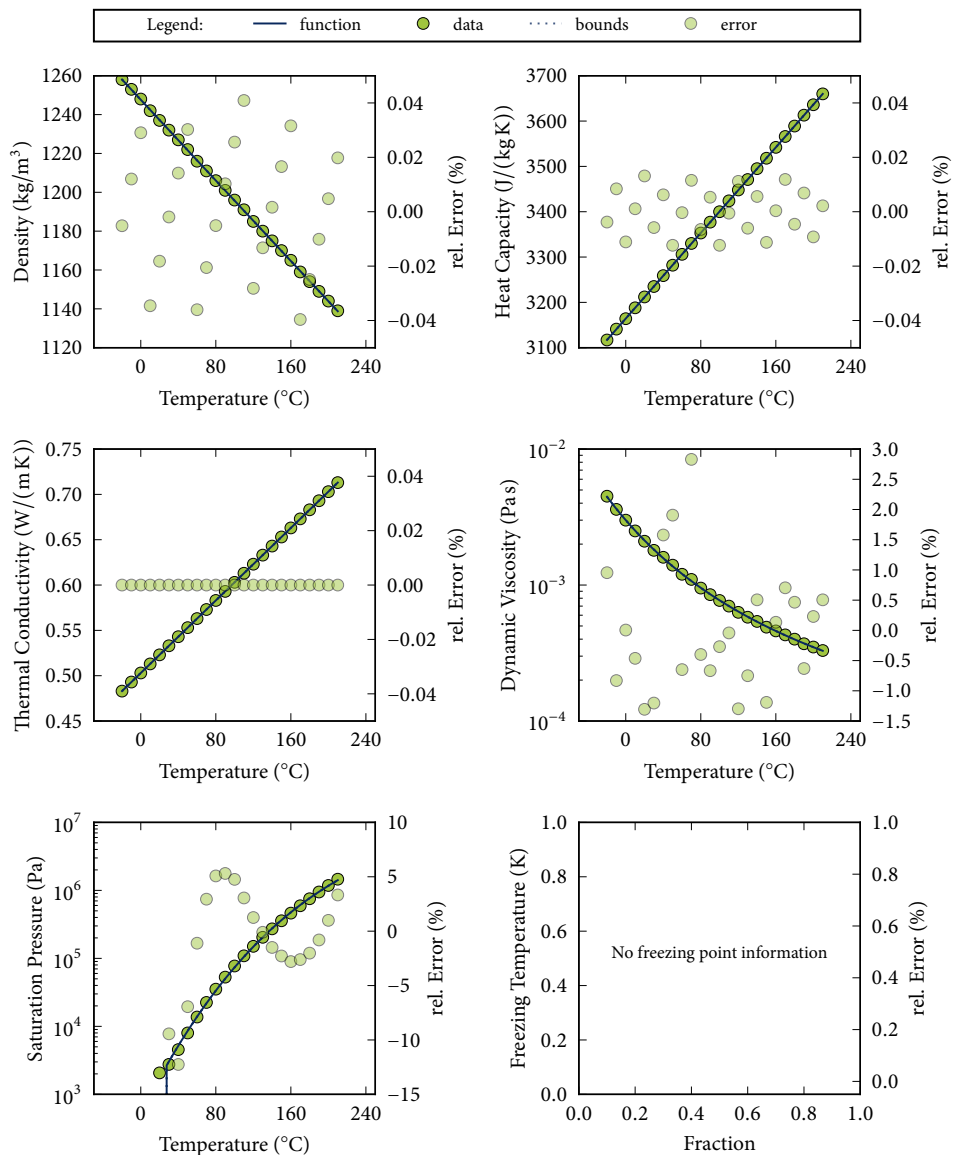 Legend: function data bounds error
Density (kg/m³)
1260
1240
1220
1200
1180
1160
1140
1120
0.04
0.02
0.00
−0.02
−0.04
rel. Error (%)
0 80 160 240
Temperature (°C)
Heat Capacity (J/(kgK))
3700
3600
3500
3400
3300
3200
3100
0.04
0.02
0.00
−0.02
−0.04
rel. Error (%)
0 80 160 240
Temperature (°C)
Thermal Conductivity (W/(mK))
0.75
0.70
0.65
0.60
0.55
0.50
0.45
0.04
0.02
0.00
−0.02
−0.04
rel. Error (%)
0 80 160 240
Temperature (°C)
Dynamic Viscosity (Pas)
10⁻²
10⁻³
10⁻⁴
3.0
2.5
2.0
1.5
1.0
0.5
0.0
−0.5
−1.0
−1.5
rel. Error (%)
0 80 160 240
Temperature (°C)
Saturation Pressure (Pa)
10⁷
10⁶
10⁵
10⁴
10³
10
5
0
−5
−10
−15
rel. Error (%)
0 80 160 240
Temperature (°C)
Freezing Temperature (K)
1.0
0.8
0.6
0.4
0.2
0.0
No freezing point information
1.0
0.8
0.6
0.4
0.2
0.0
rel. Error (%)
0.0 0.2 0.4 0.6 0.8 1.0
Fraction